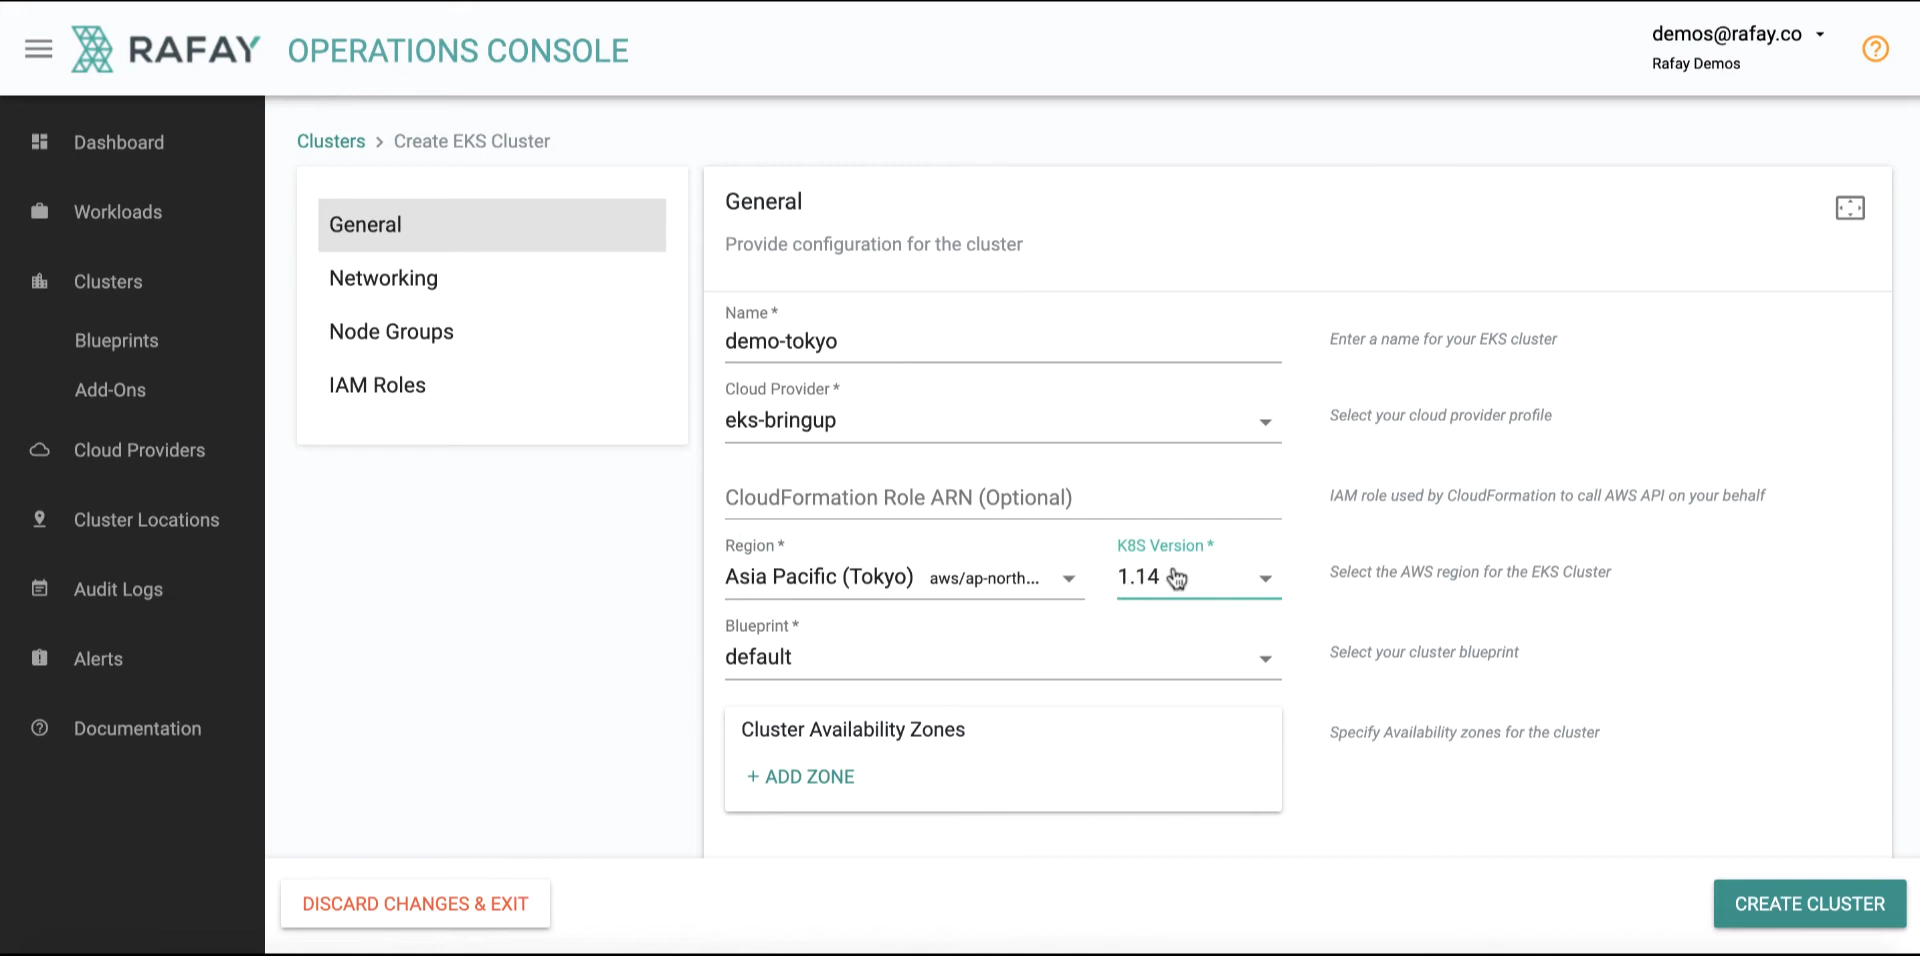 RAFAY OPERATIONS CONSOLE
demos@rafay.co
Rafay Demos
Dashboard
Workloads
Clusters
Blueprints
Add-Ons
Cloud Providers
Cluster Locations
Audit Logs
Alerts
Documentation
Clusters > Create EKS Cluster
General
Networking
Node Groups
IAM Roles
General
Provide configuration for the cluster
Name *
demo-tokyo
Enter a name for your EKS cluster
Cloud Provider *
eks-bringup
Select your cloud provider profile
CloudFormation Role ARN (Optional)
IAM role used by CloudFormation to call AWS API on your behalf
Region *
Asia Pacific (Tokyo) aws/ap-north...
K8S Version *
1.14
Select the AWS region for the EKS Cluster
Blueprint *
default
Select your cluster blueprint
Cluster Availability Zones
+ ADD ZONE
Specify Availability zones for the cluster
DISCARD CHANGES & EXIT
CREATE CLUSTER